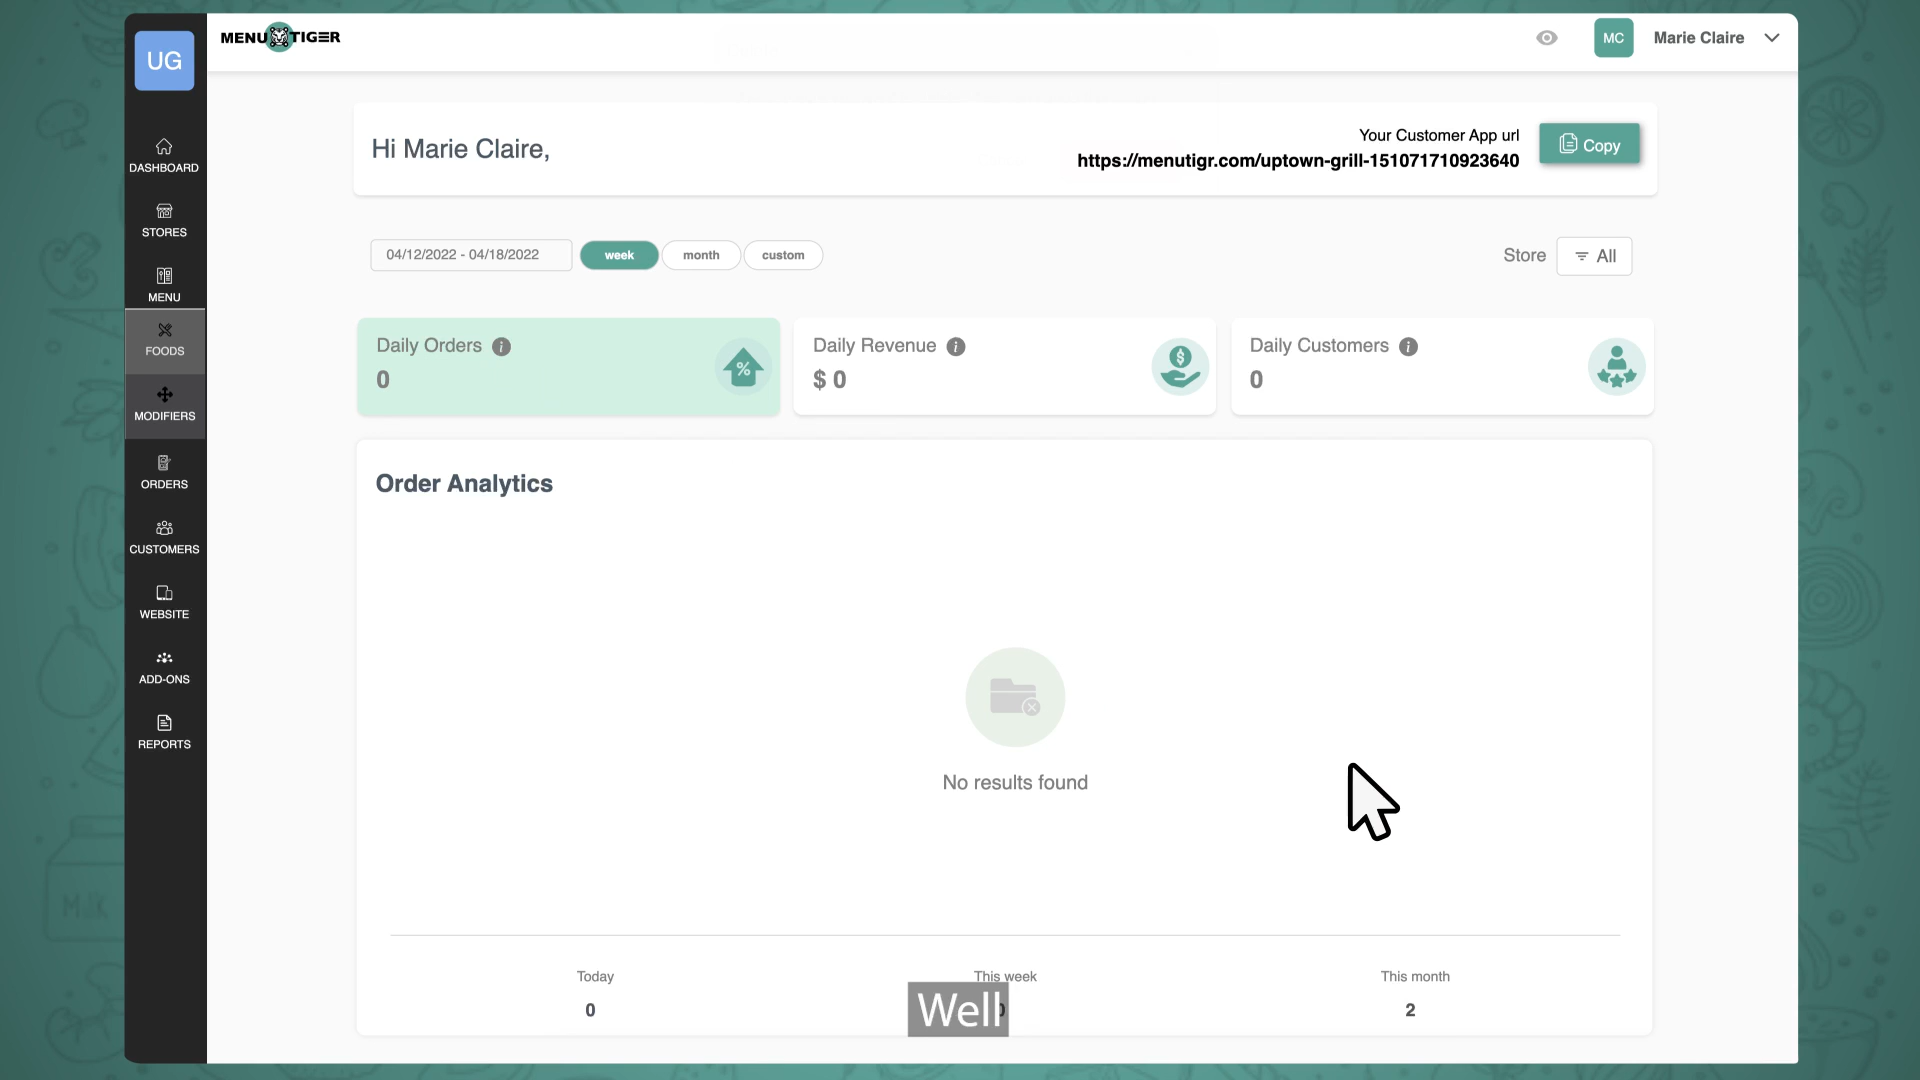 UG
MENU TIGER
MC
Marie Claire
DASHBOARD
STORES
MENU
FOODS
MODIFIERS
ORDERS
CUSTOMERS
WEBSITE
ADD-ONS
REPORTS
Hi Marie Claire,
Your Customer App url
https://menutigr.com/uptown-grill-151071710923640
Copy
04/12/2022 - 04/18/2022
week
month
custom
Store
All
Daily Orders i
0
%
Daily Revenue i
$ 0
$
Daily Customers i
0
Order Analytics
No results found
Today
This week
This month
0
Well
2
Milk